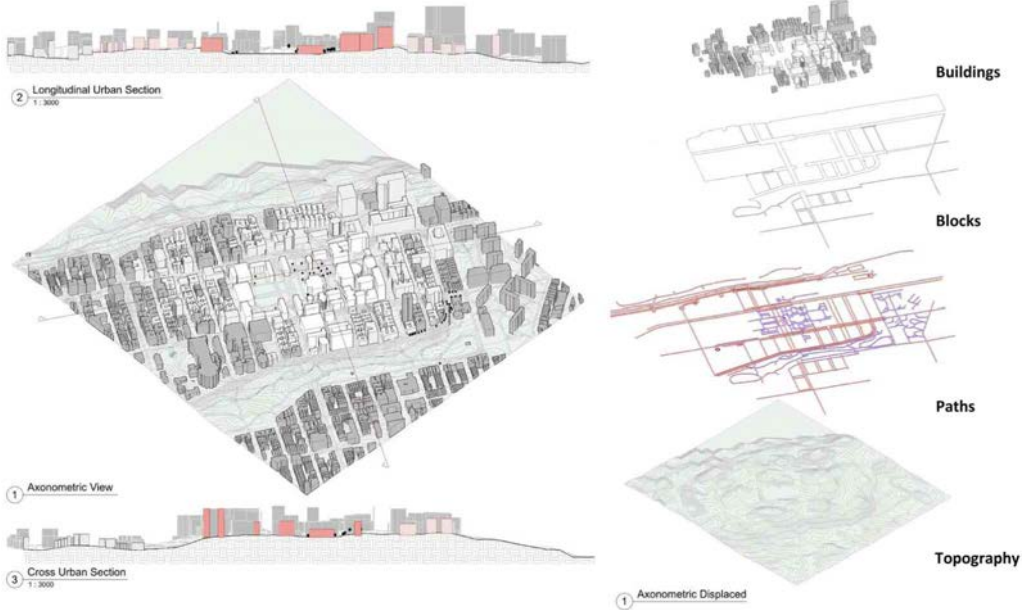 2 Longitudinal Urban Section
1 : 3000
1 Axonometric View
3 Cross Urban Section
1 : 3000
Buildings
Blocks
Paths
Topography
1 Axonometric Displaced